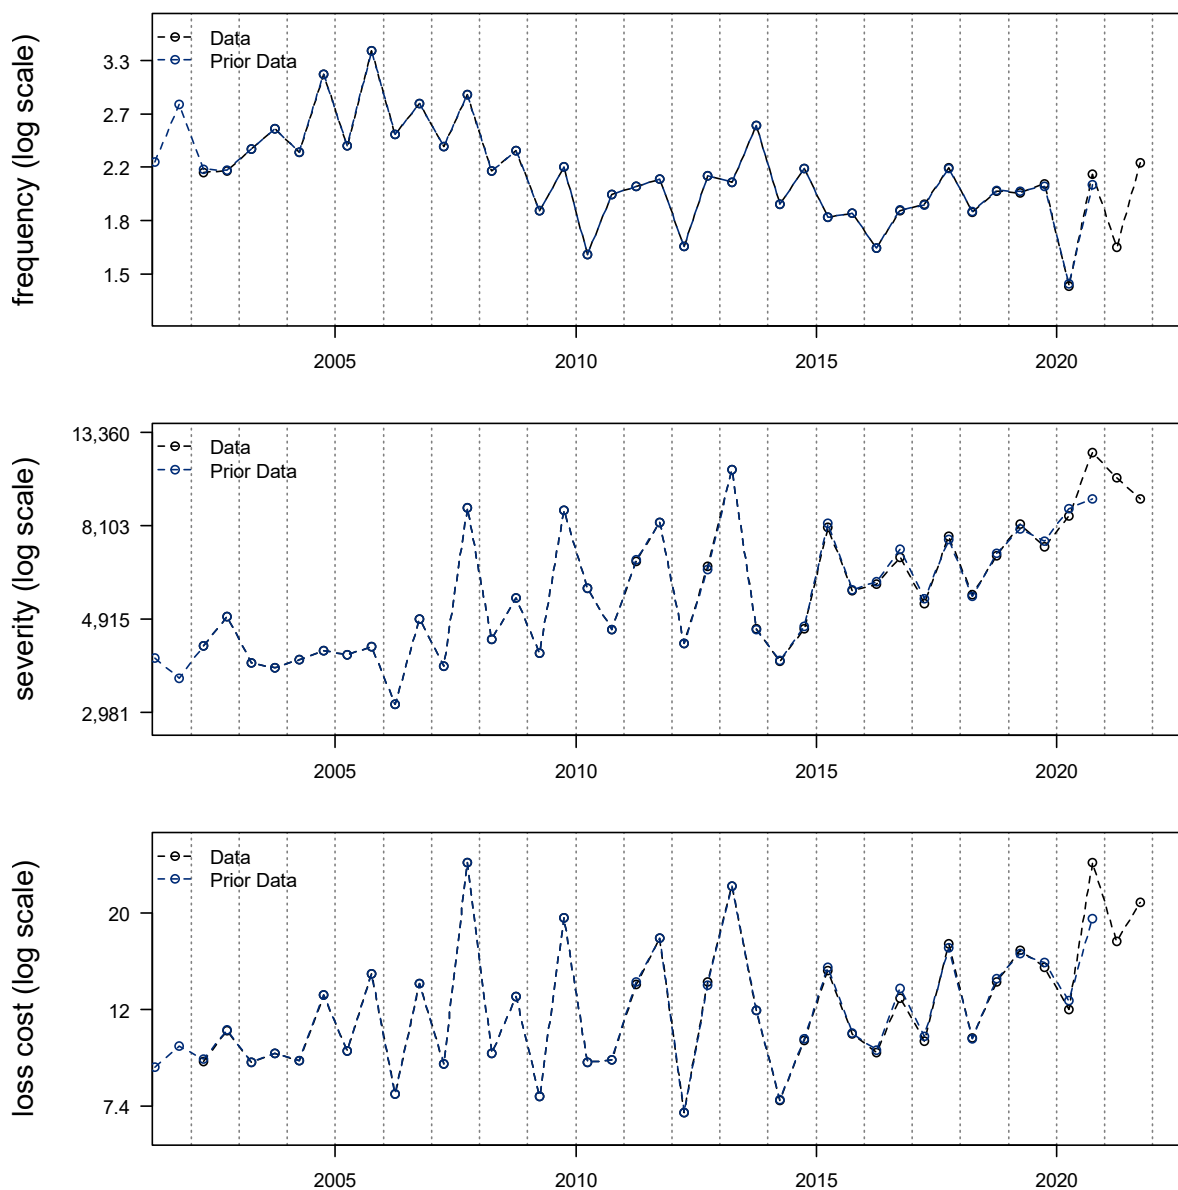 frequency (log scale)
Data
Prior Data
3.3
2.7
2.2
1.8
1.5
2005
2010
2015
2020
severity (log scale)
Data
Prior Data
13,360
8,103
4,915
2,981
2005
2010
2015
2020
loss cost (log scale)
Data
Prior Data
20
12
7.4
2005
2010
2015
2020